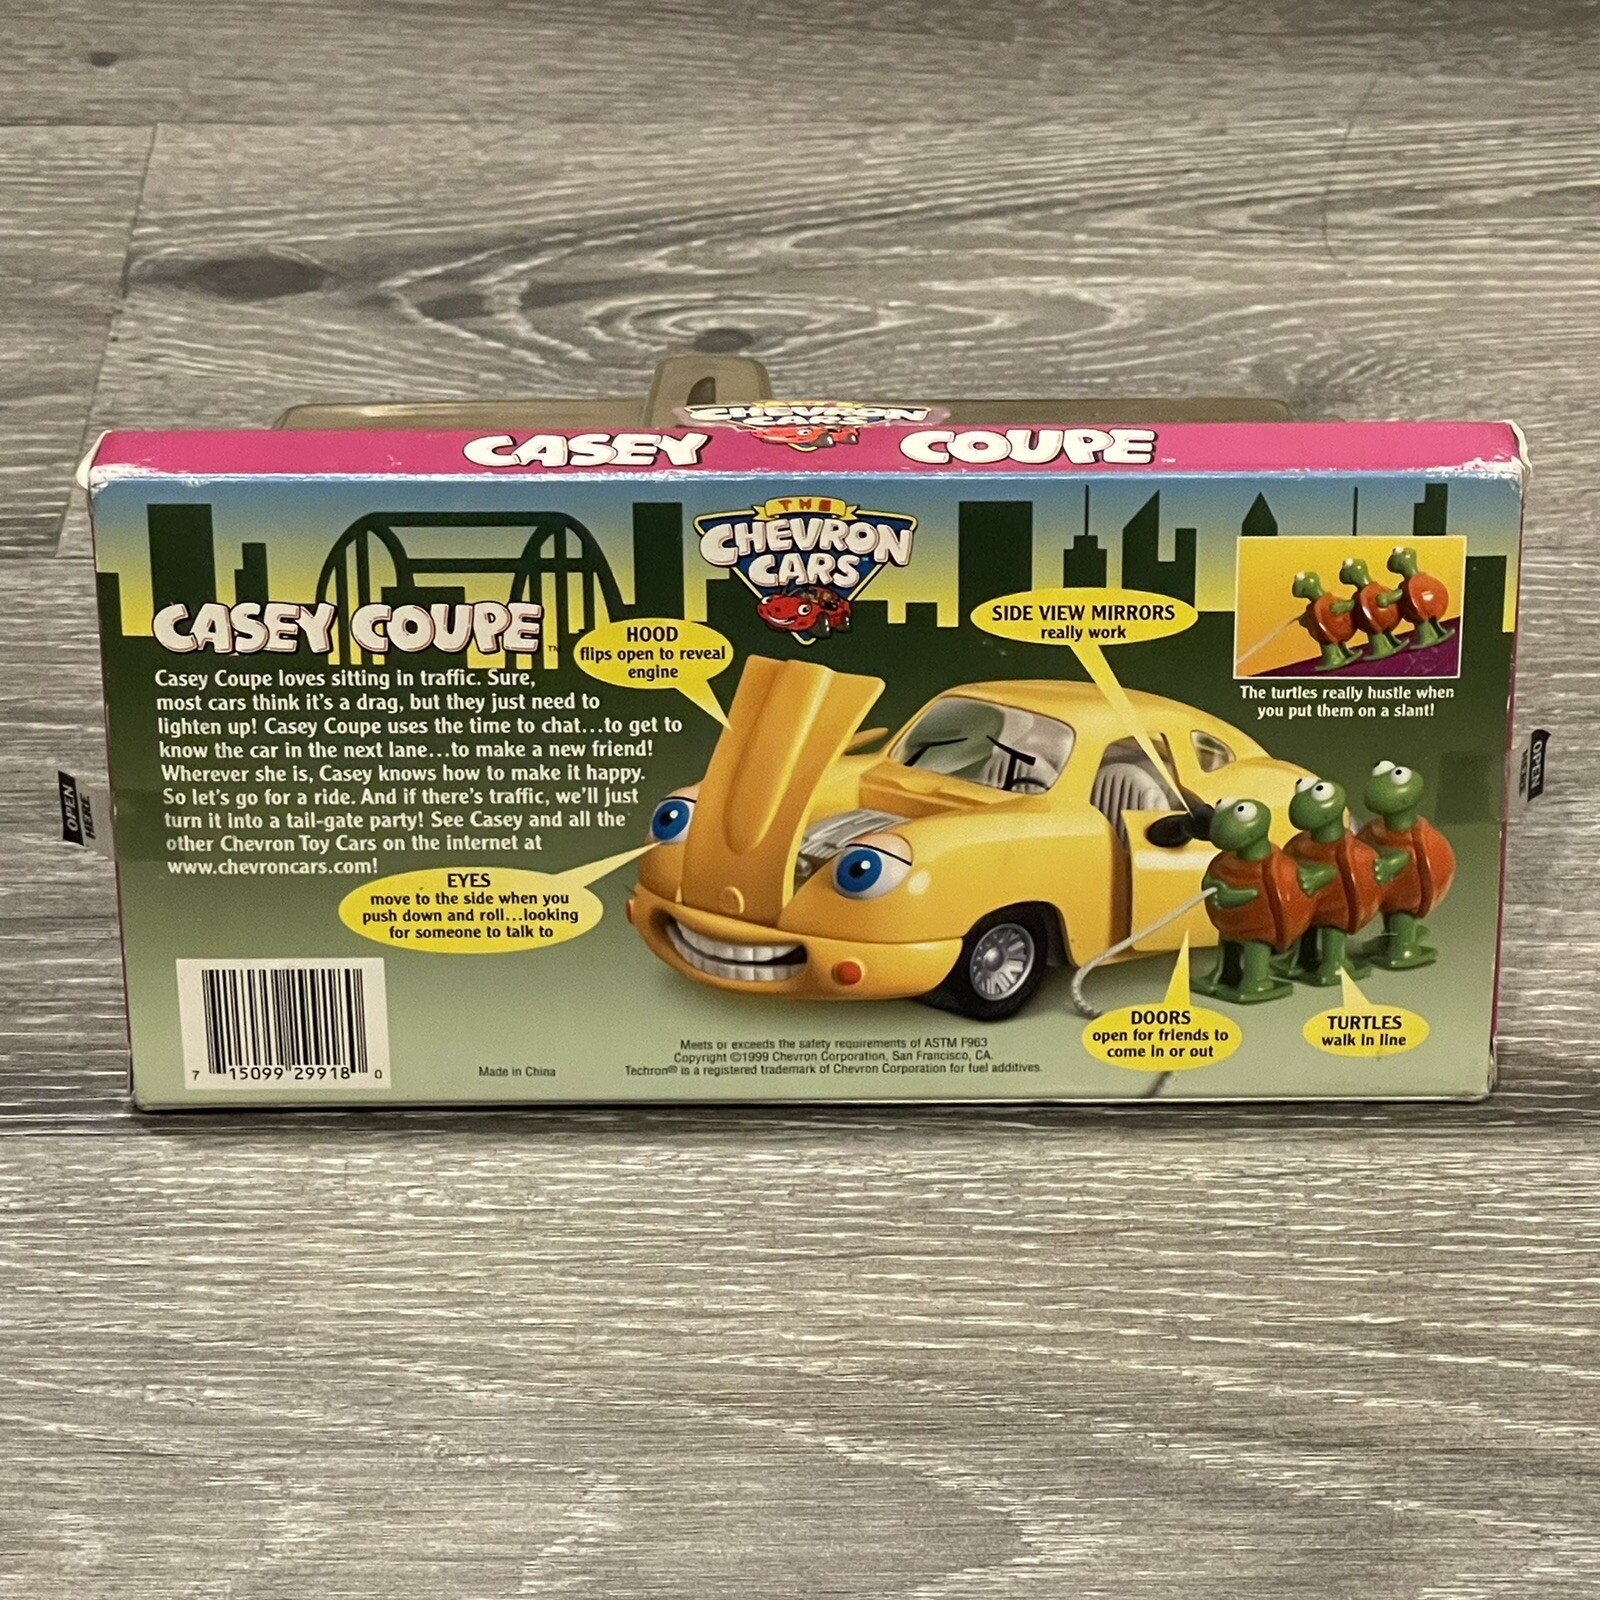 CHEVRON
CARS
CASEY COUPE™
THE
CHEVRON
CARS™
CASEY COUPE™
Casey Coupe loves sitting in traffic. Sure,
most cars think it's a drag, but they just need to
lighten up! Casey Coupe uses the time to chat...to get to
know the car in the next lane...to make a new friend!
Wherever she is, Casey knows how to make it happy.
So let's go for a ride. And if there's traffic, we'll just
turn it into a tail-gate party! See Casey and all the
other Chevron Toy Cars on the internet at
www.chevroncars.com!
HOOD
flips open to reveal
engine
SIDE VIEW MIRRORS
really work
The turtles really hustle when
you put them on a slant!
EYES
move to the side when you
push down and roll...looking
for someone to talk to
DOORS
open for friends to
come in or out
TURTLES
walk in line
OPEN
HERE
OPEN
HERE
7 15099 29918 0
Made in China
Meets or exceeds the safety requirements of ASTM F963
Copyright ©1999 Chevron Corporation, San Francisco, CA.
Techron® is a registered trademark of Chevron Corporation for fuel additives.